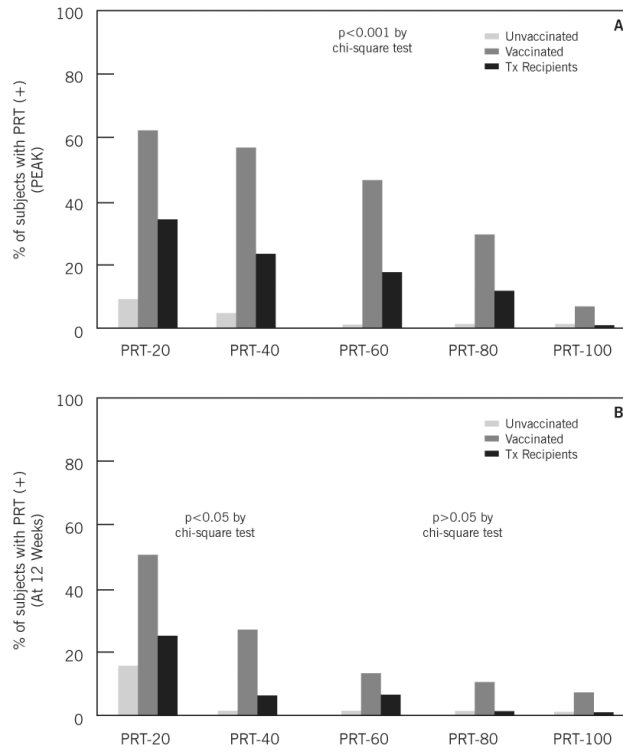 A
% of subjects with PRT (+)
(PEAK)
100
80
60
40
20
0
p<0.001 by
chi-square test
Unvaccinated
Vaccinated
Tx Recipients
PRT-20 PRT-40 PRT-60 PRT-80 PRT-100
B
% of subjects with PRT (+)
(At 12 Weeks)
100
80
60
40
20
0
Unvaccinated
Vaccinated
Tx Recipients
p<0.05 by
chi-square test
p>0.05 by
chi-square test
PRT-20 PRT-40 PRT-60 PRT-80 PRT-100